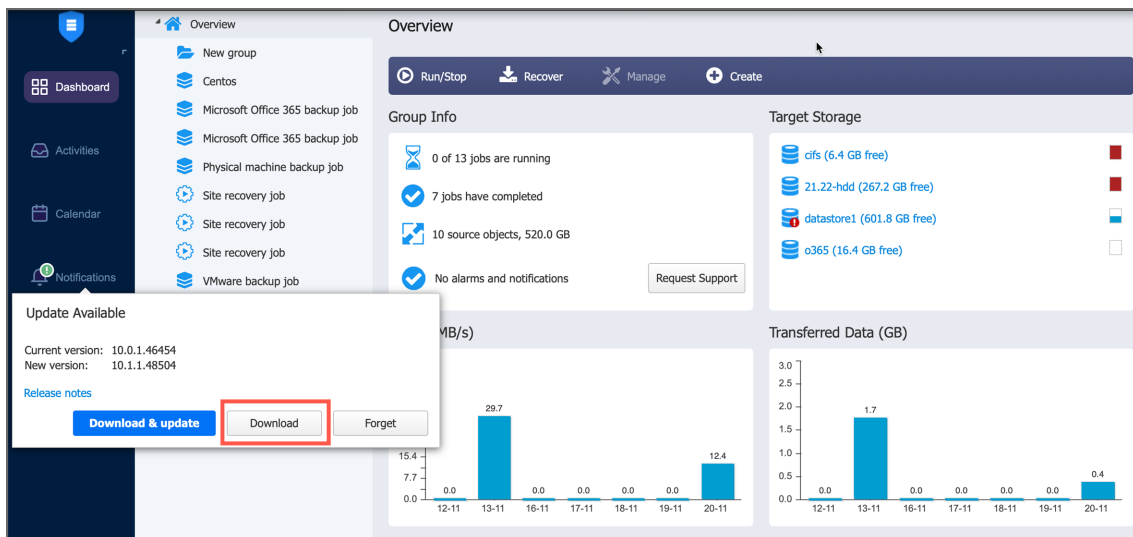 Overview
New group
Centos
Microsoft Office 365 backup job
Microsoft Office 365 backup job
Physical machine backup job
Site recovery job
Site recovery job
Site recovery job
VMware backup job
Dashboard
Activities
Calendar
Notifications
Update Available
Current version: 10.0.1.46454
New version: 10.1.1.48504
Release notes
Download & update Download Forget
Overview
Run/Stop Recover Manage Create
Group Info
0 of 13 jobs are running
7 jobs have completed
10 source objects, 520.0 GB
No alarms and notifications
Request Support
Target Storage
cifs (6.4 GB free)
21.22-hdd (267.2 GB free)
datastore1 (601.8 GB free)
o365 (16.4 GB free)
MB/s)
29.7
15.4
12.4
7.7
0.0 0.0 0.0 0.0 0.0
0.0
12-11 13-11 16-11 17-11 18-11 19-11 20-11
Transferred Data (GB)
3.0
2.5
2.0
1.7
1.5
1.0
0.5
0.4
0.0 0.0 0.0 0.0 0.0
0.0
12-11 13-11 16-11 17-11 18-11 19-11 20-11